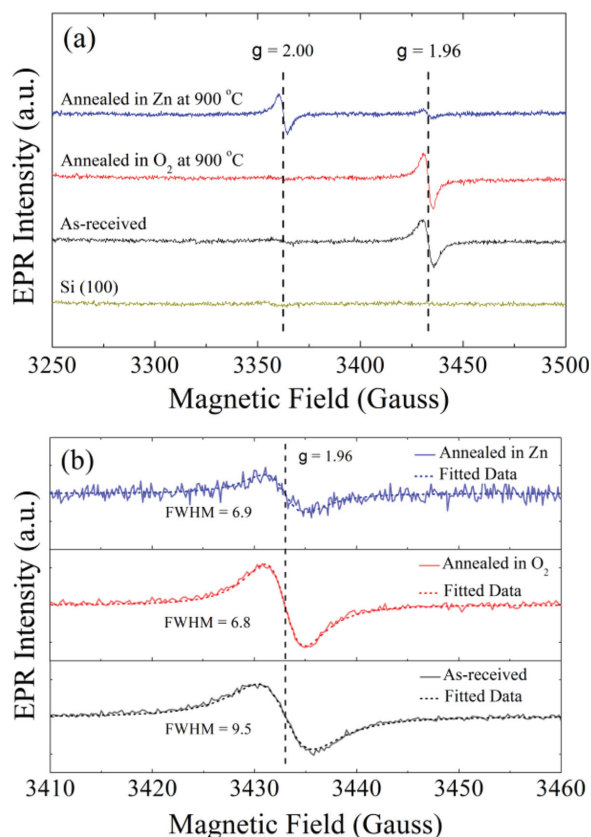 (a)
g = 2.00
g = 1.96
Annealed in Zn at 900 °C
Annealed in O₂ at 900 °C
As-received
Si (100)
EPR Intensity (a.u.)
3250 3300 3350 3400 3450 3500
Magnetic Field (Gauss)
(b)
g = 1.96
Annealed in Zn
Fitted Data
FWHM = 6.9
Annealed in O₂
Fitted Data
FWHM = 6.8
As-received
Fitted Data
FWHM = 9.5
EPR Intensity (a.u.)
3410 3420 3430 3440 3450 3460
Magnetic Field (Gauss)